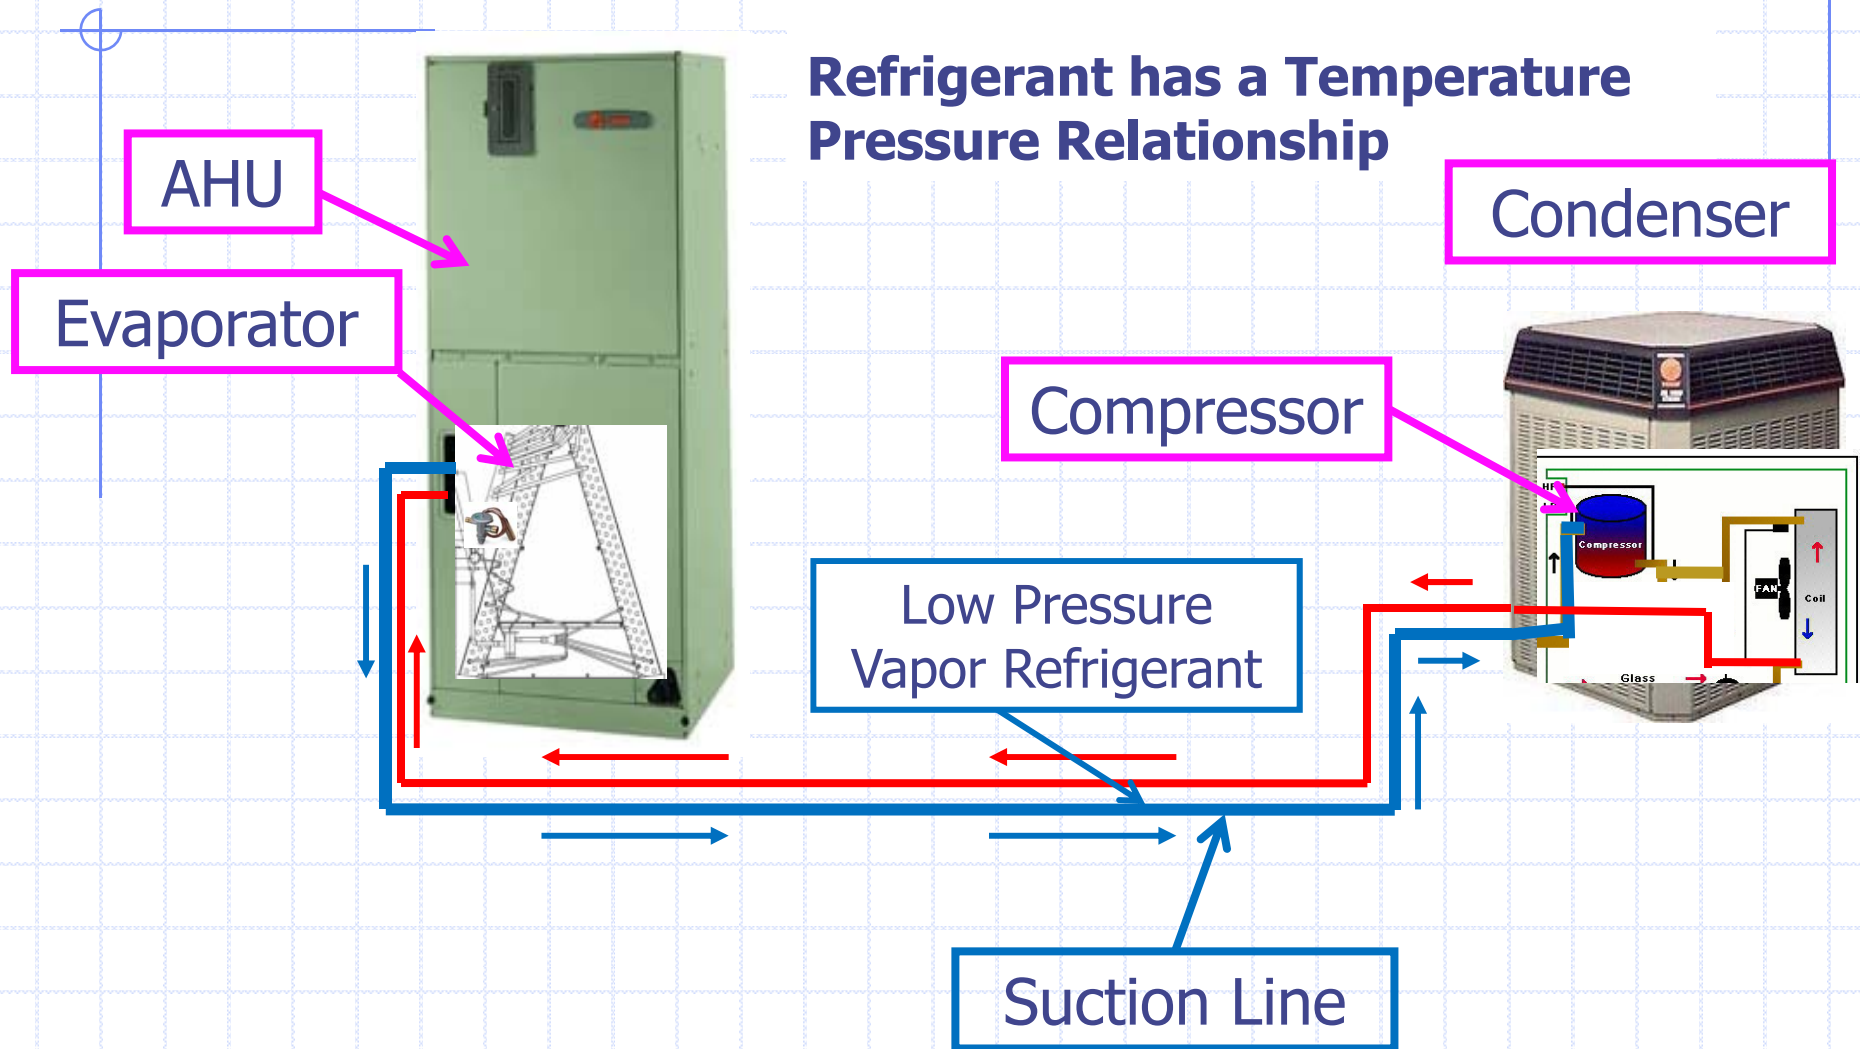 Refrigerant has a Temperature
Pressure Relationship
AHU
Condenser
Evaporator
Compressor
Compressor
FAN
Coil
Low Pressure
Vapor Refrigerant
Glass
Suction Line